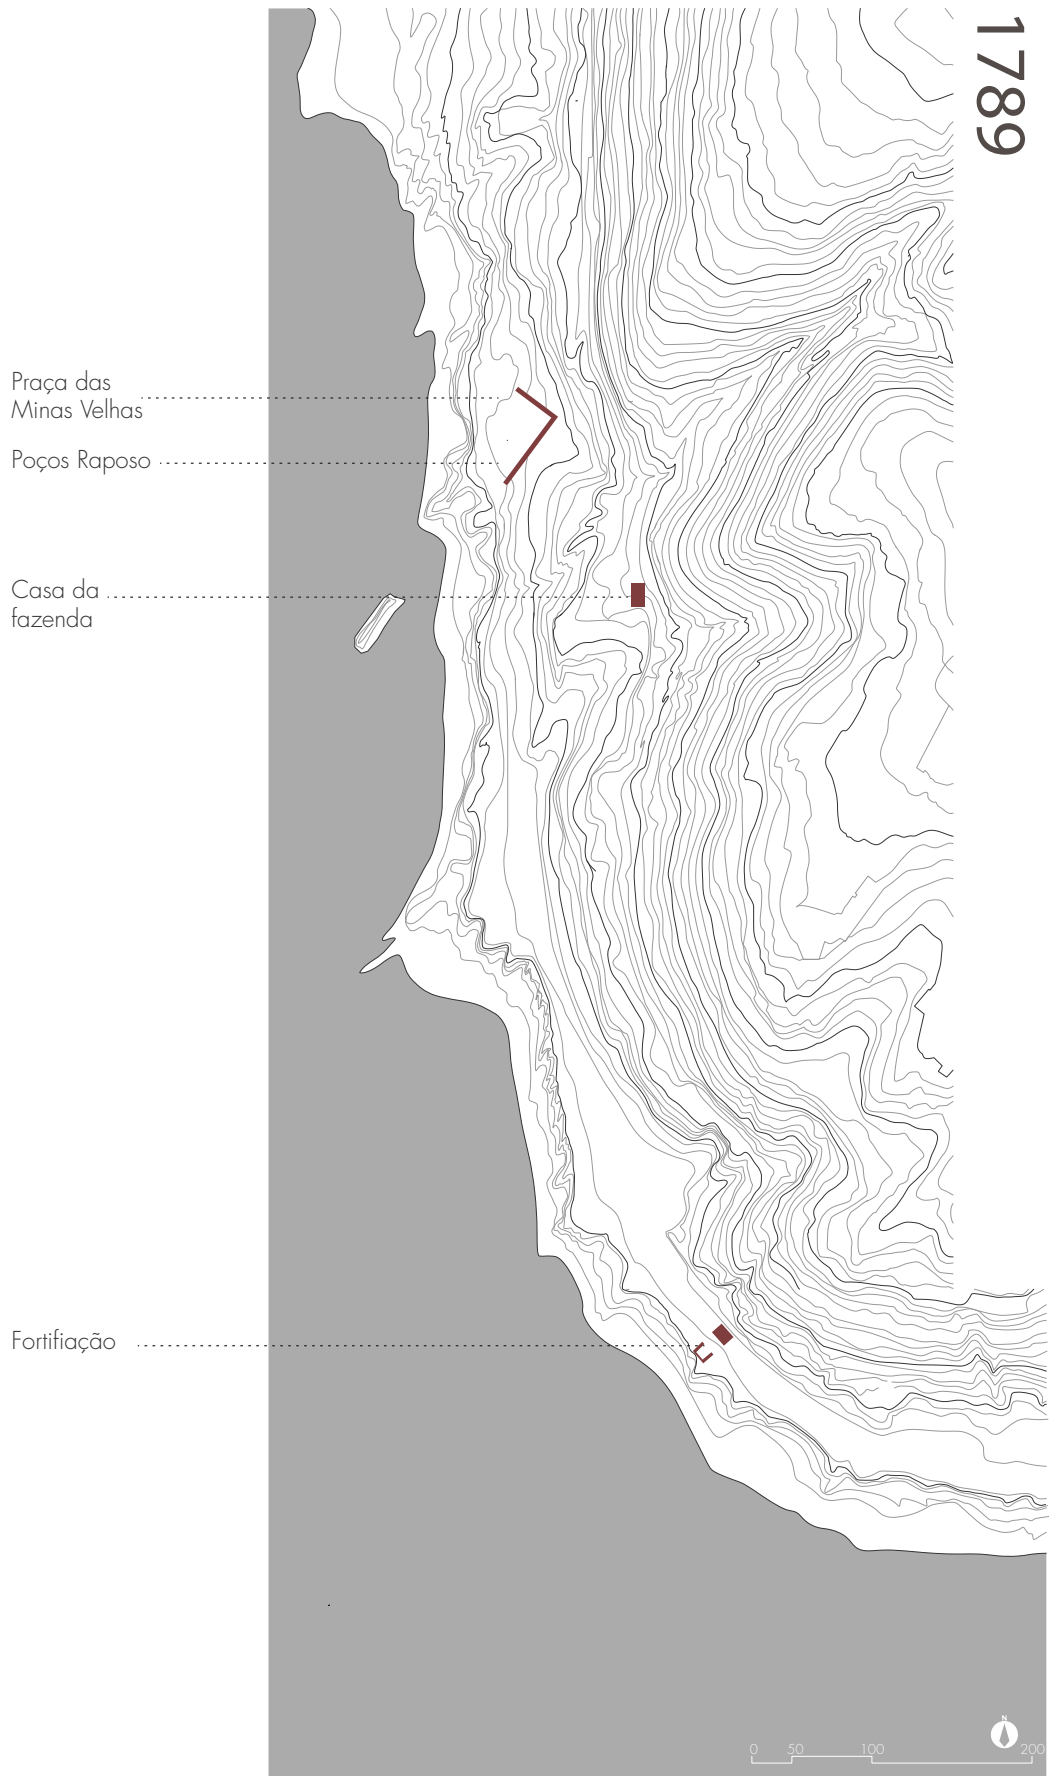 1789
Praça das
Minas Velhas
Poços Raposo
Casa da
fazenda
Fortifiação
N
0 50 100 200